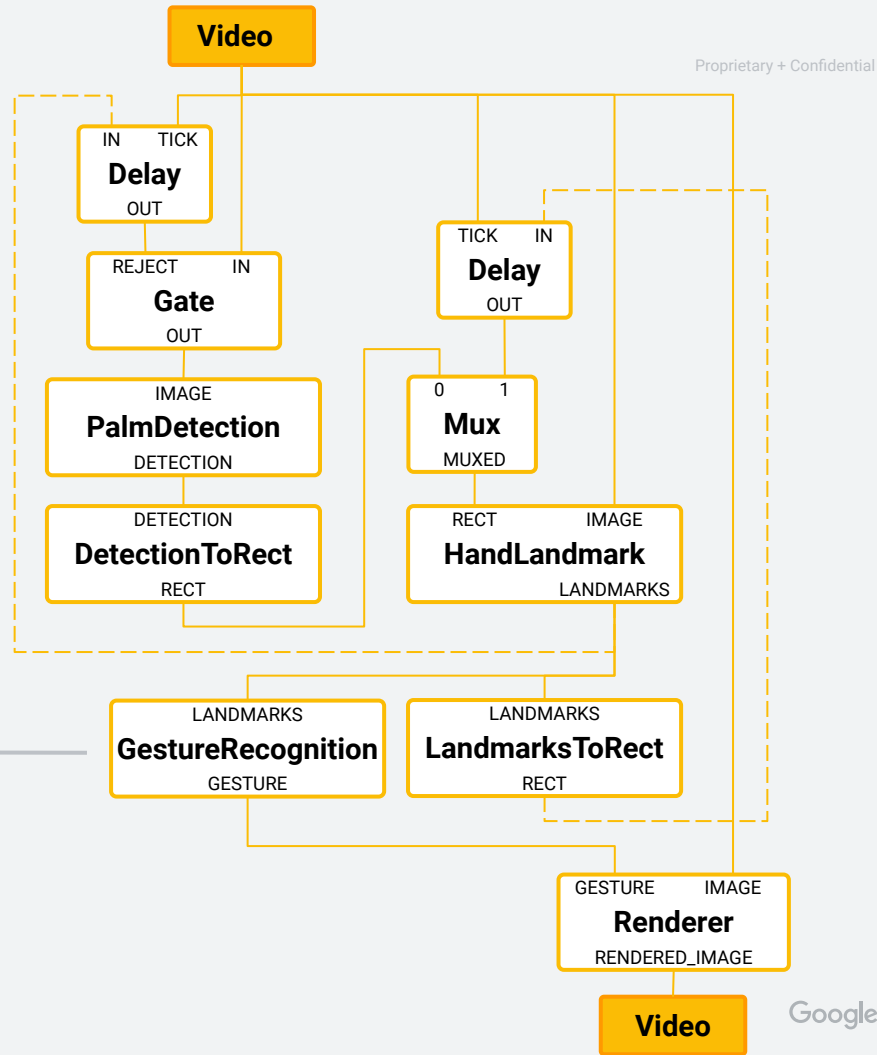 Video
Proprietary + Confidential
IN TICK
Delay
OUT
TICK IN
Delay
OUT
REJECT IN
Gate
OUT
IMAGE
PalmDetection
DETECTION
0 1
Mux
MUXED
DETECTION
DetectionToRect
RECT
RECT IMAGE
HandLandmark
LANDMARKS
LANDMARKS
GestureRecognition
GESTURE
LANDMARKS
LandmarksToRect
RECT
GESTURE IMAGE
Renderer
RENDERED_IMAGE
Video
Google